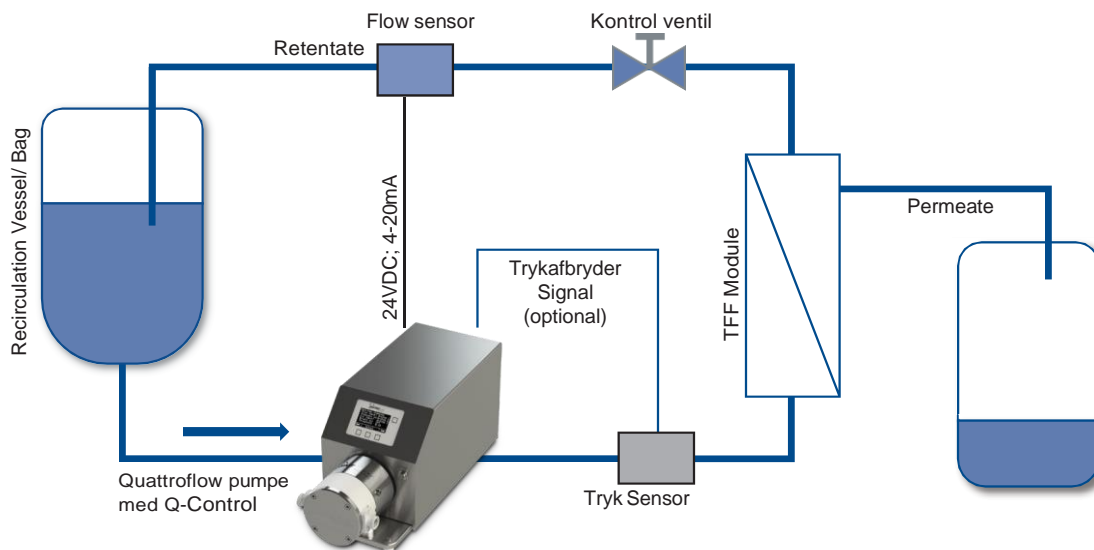 Flow sensor
Kontrol ventil
Retentate
Recirculation Vessel/ Bag
24VDC; 4-20mA
Trykafbryder
Signal
(optional)
TFF Module
Permeate
Quattroflow pumpe
med Q-Control
Tryk Sensor